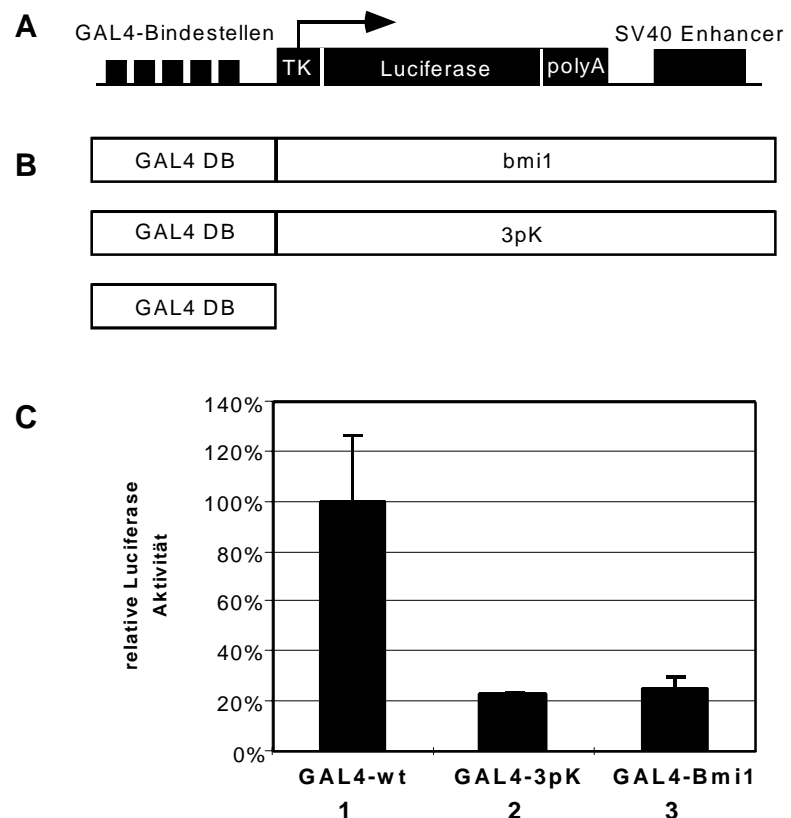 A
GAL4-Bindestellen
SV40 Enhancer
TK
Luciferase
polyA
B
GAL4 DB
bmi1
GAL4 DB
3pK
GAL4 DB
C
relative Luciferase
Aktivität
140%
120%
100%
80%
60%
40%
20%
0%
GAL4-wt
GAL4-3pK
GAL4-Bmi1
1
2
3